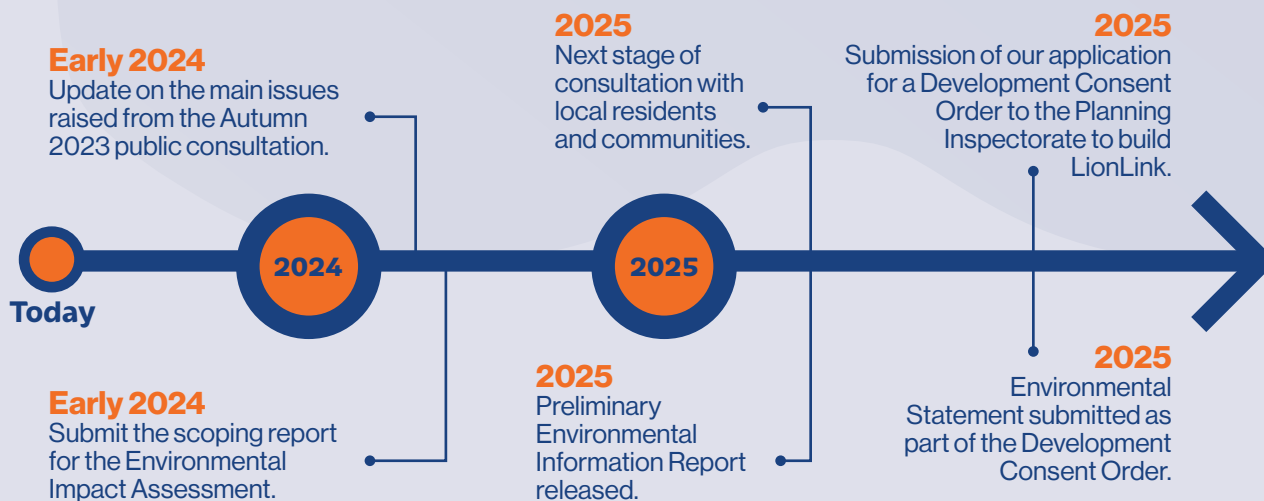 Early 2024
Update on the main issues
raised from the Autumn
2023 public consultation.
2025
Next stage of
consultation with
local residents
and communities.
2025
Submission of our application
for a Development Consent
Order to the Planning
Inspectorate to build
LionLink.
Today
2024
2025
Early 2024
Submit the scoping report
for the Environmental
Impact Assessment.
2025
Preliminary
Environmental
Information Report
released.
2025
Environmental
Statement submitted as
part of the Development
Consent Order.